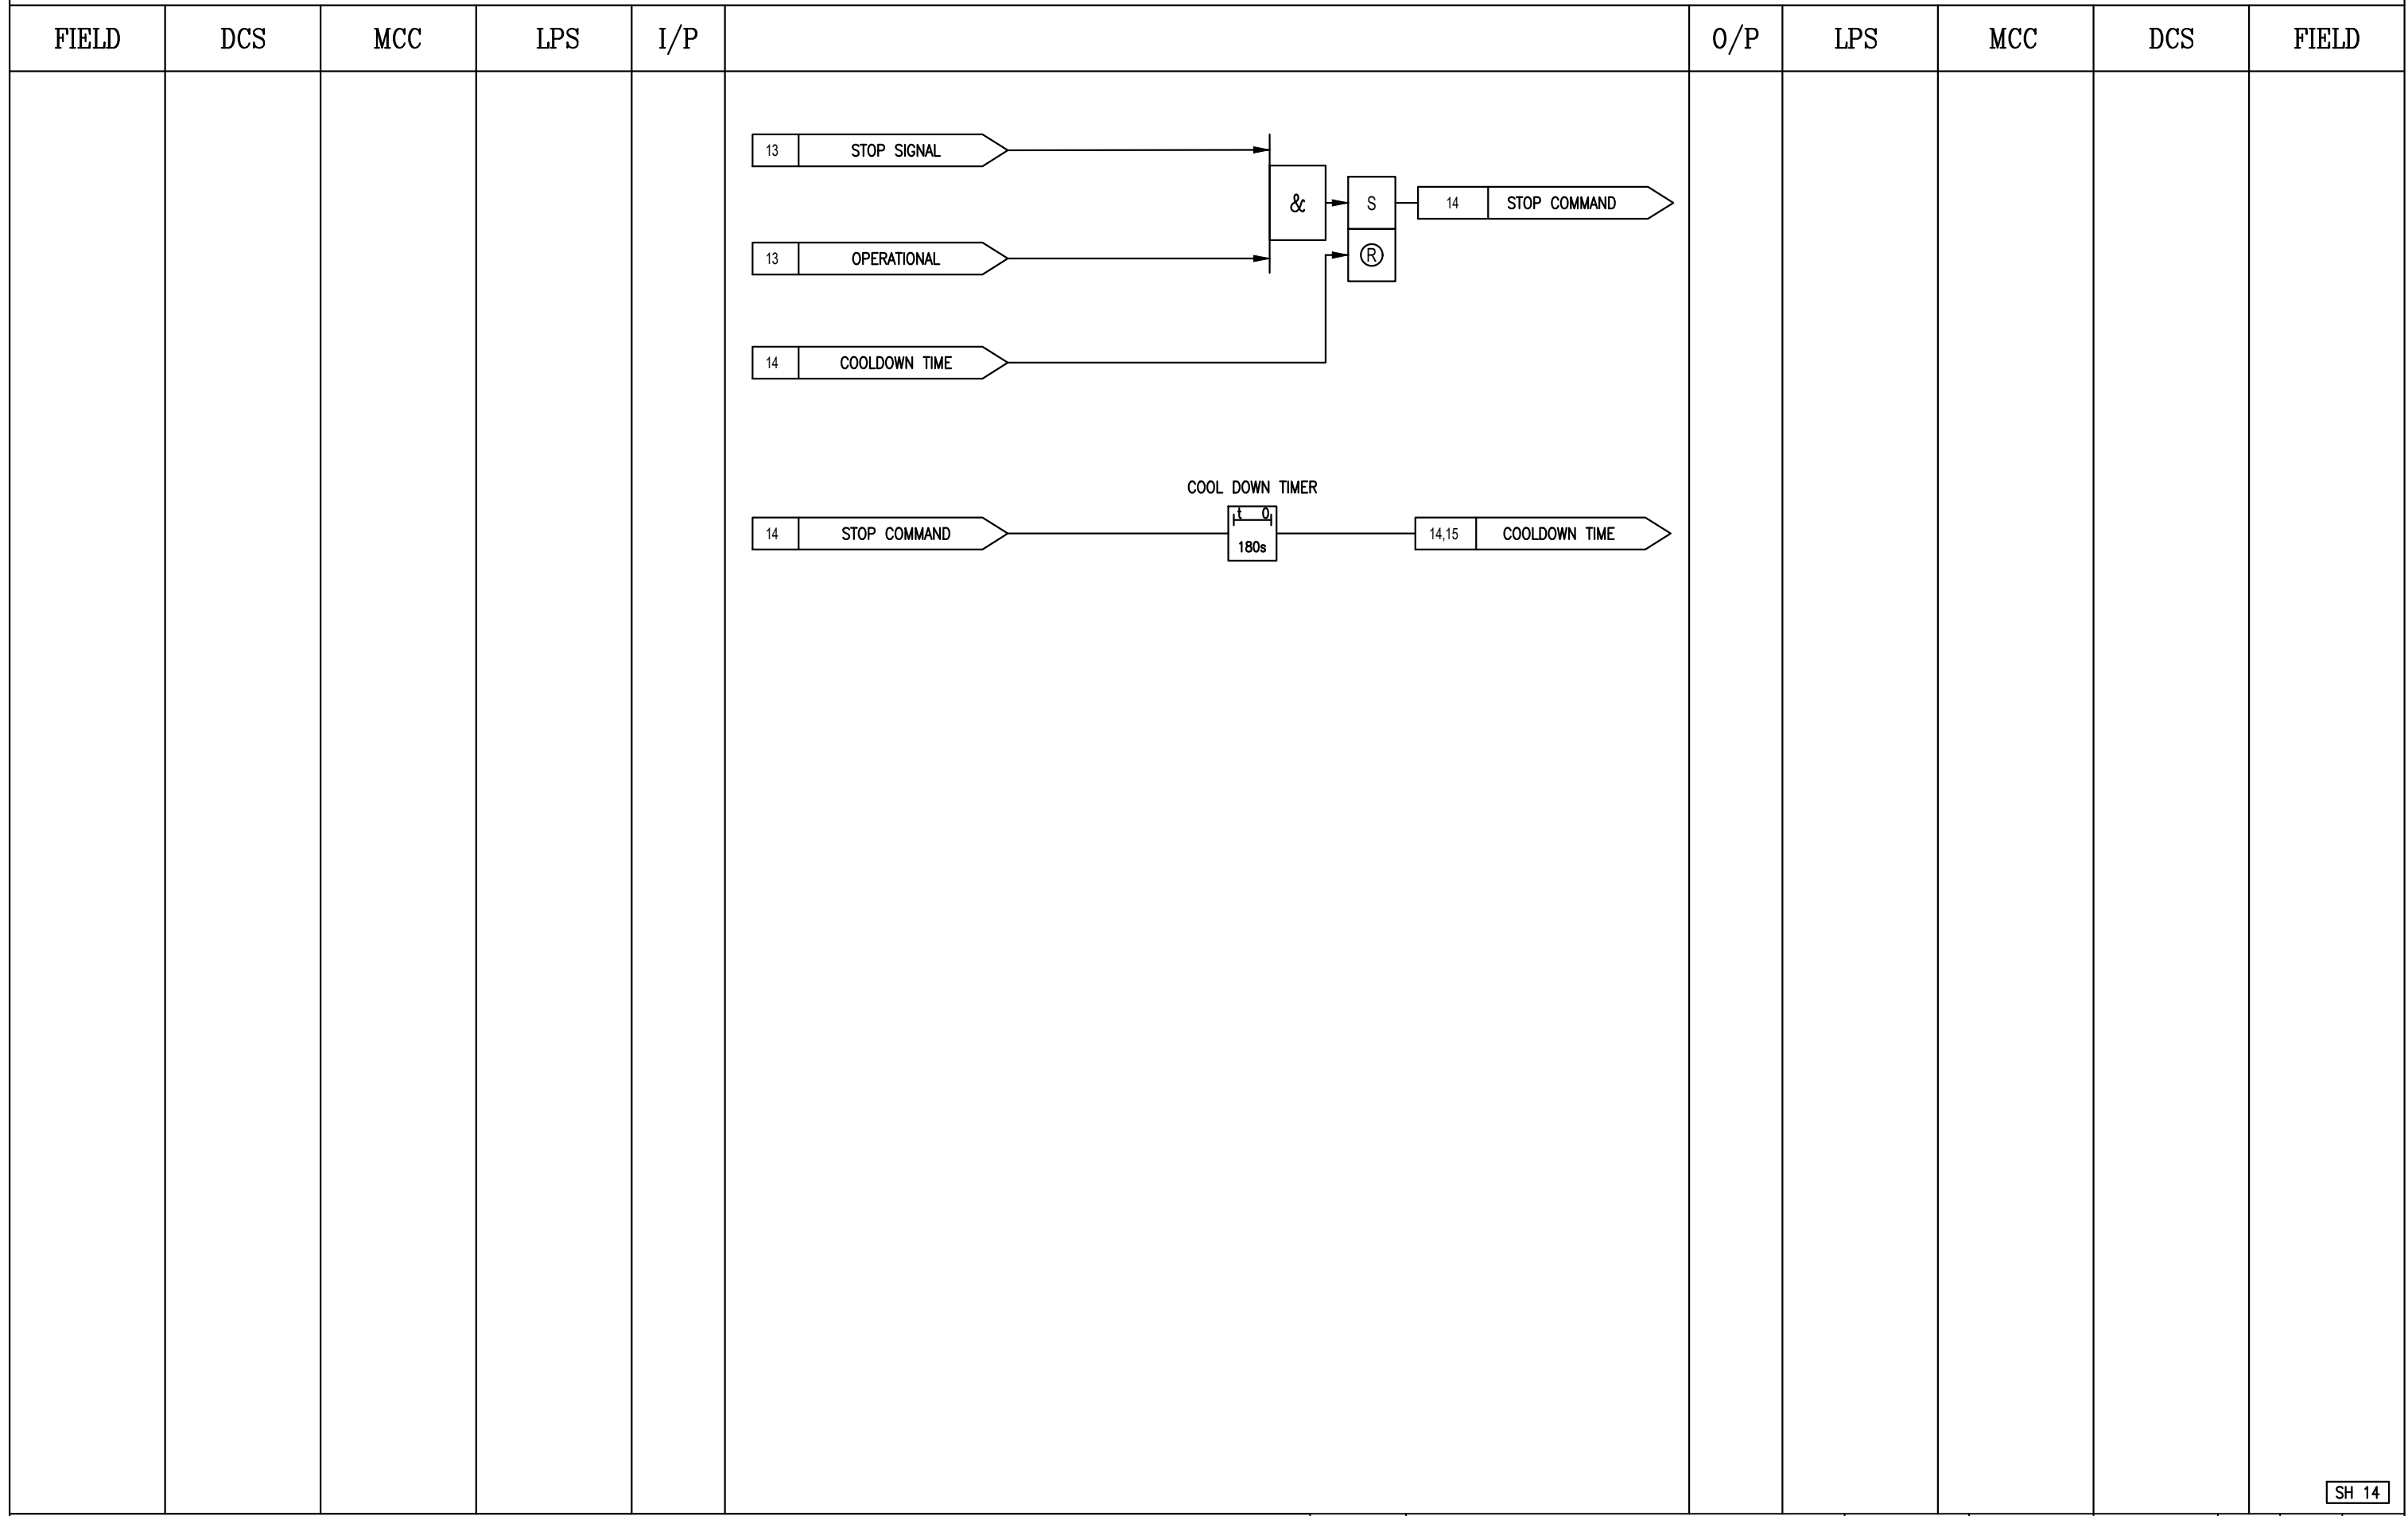 FIELD DCS MCC LPS I/P O/P LPS MCC DCS FIELD
13 STOP SIGNAL
& S 14 STOP COMMAND
13 OPERATIONAL
R
14 COOLDOWN TIME
COOL DOWN TIMER
t 0
14 STOP COMMAND 180s 14,15 COOLDOWN TIME
SH 14